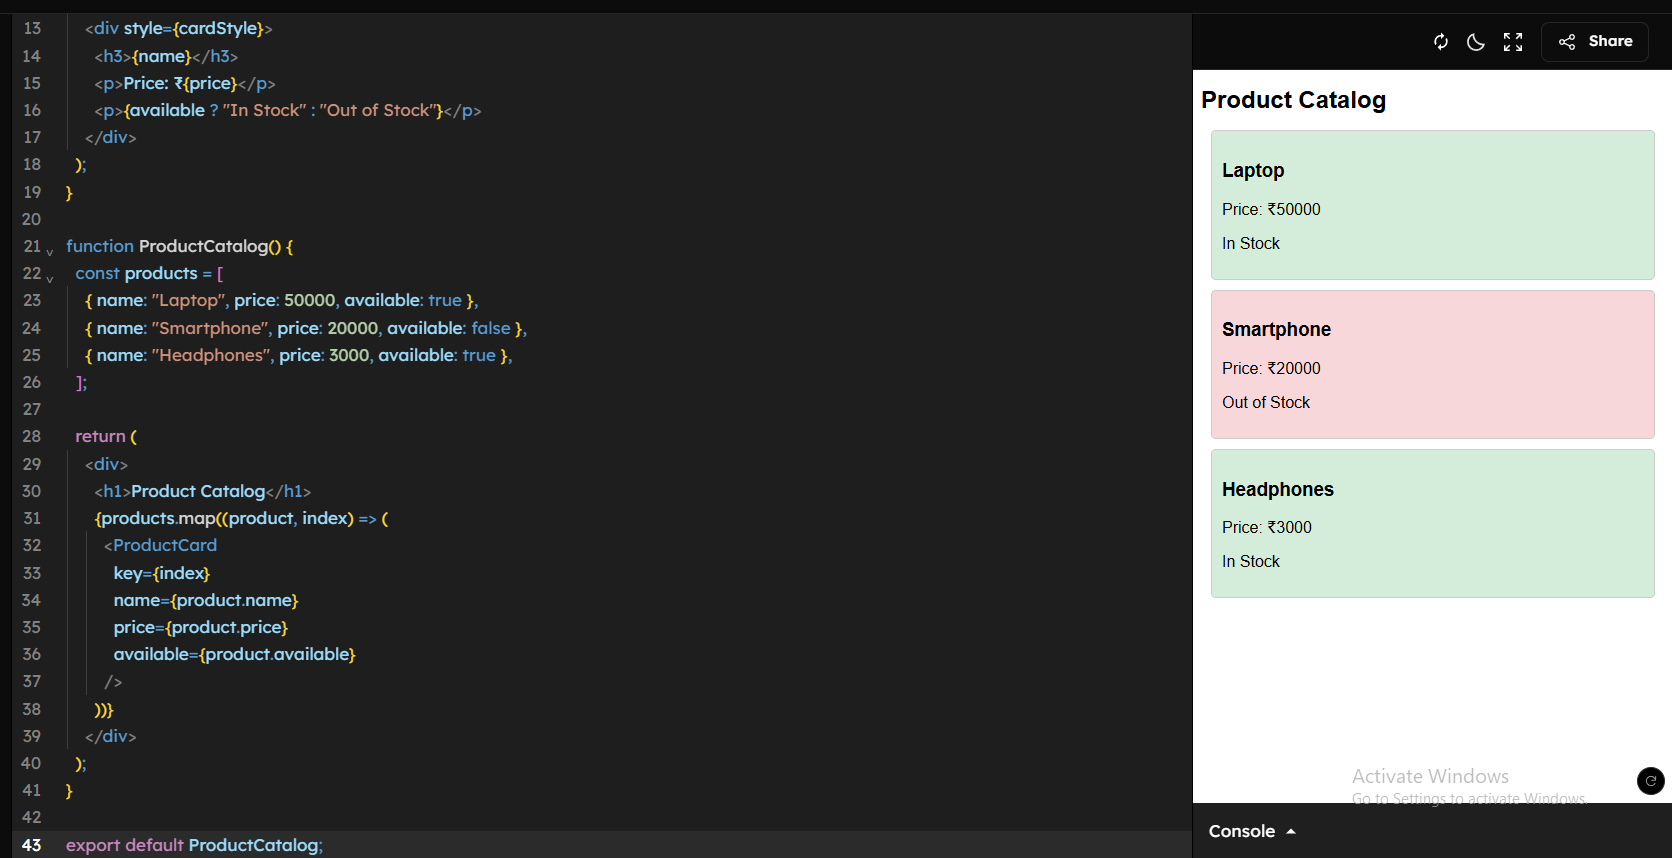 13 <div style={cardStyle}>
14 <h3>{name}</h3>
15 <p>Price: ₹{price}</p>
16 <p>{available ? "In Stock" : "Out of Stock"}</p>
17 </div>
18 );
19 }
20
21 function ProductCatalog() {
22 const products = [
23 { name: "Laptop", price: 50000, available: true },
24 { name: "Smartphone", price: 20000, available: false },
25 { name: "Headphones", price: 3000, available: true },
26 ];
27
28 return (
29 <div>
30 <h1>Product Catalog</h1>
31 {products.map((product, index) => (
32 <ProductCard
33 key={index}
34 name={product.name}
35 price={product.price}
36 available={product.available}
37 />
38 ))}
39 </div>
40 );
41 }
42
43 export default ProductCatalog;
Share
Product Catalog
Laptop
Price: ₹50000
In Stock
Smartphone
Price: ₹20000
Out of Stock
Headphones
Price: ₹3000
In Stock
Activate Windows
Go to Settings to activate Windows.
Console